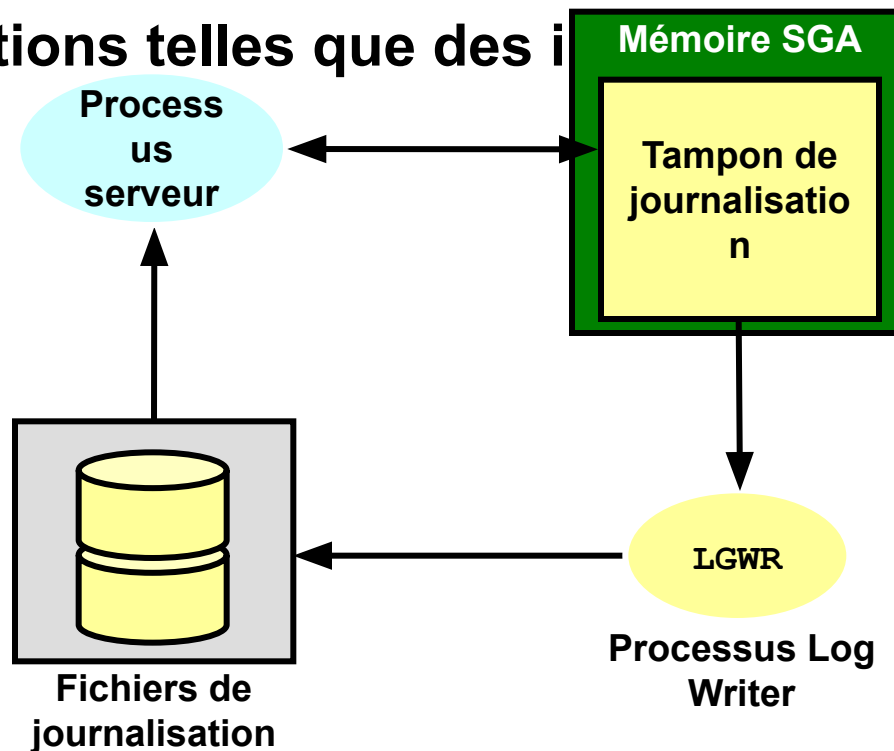 tions telles que des i
Mémoire SGA
Process
us
serveur
Tampon de
journalisatio
n
LGWR
Processus Log
Writer
Fichiers de
journalisation